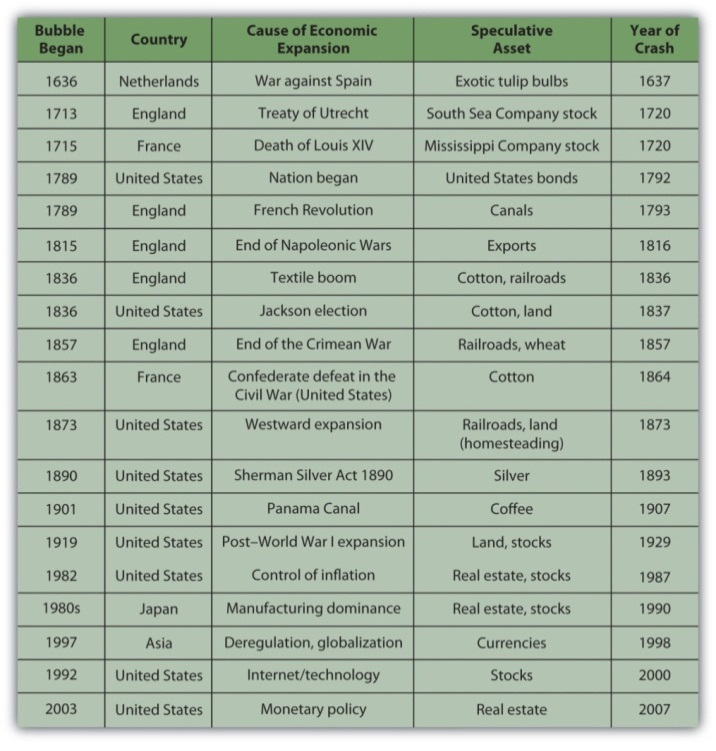 Bubble Began Country Cause of Economic Expansion Speculative Asset Year of Crash
1636 Netherlands War against Spain Exotic tulip bulbs 1637
1713 England Treaty of Utrecht South Sea Company stock 1720
1715 France Death of Louis XIV Mississippi Company stock 1720
1789 United States Nation began United States bonds 1792
1789 England French Revolution Canals 1793
1815 England End of Napoleonic Wars Exports 1816
1836 England Textile boom Cotton, railroads 1836
1836 United States Jackson election Cotton, land 1837
1857 England End of the Crimean War Railroads, wheat 1857
1863 France Confederate defeat in the Civil War (United States) Cotton 1864
1873 United States Westward expansion Railroads, land (homesteading) 1873
1890 United States Sherman Silver Act 1890 Silver 1893
1901 United States Panama Canal Coffee 1907
1919 United States Post–World War I expansion Land, stocks 1929
1982 United States Control of inflation Real estate, stocks 1987
1980s Japan Manufacturing dominance Real estate, stocks 1990
1997 Asia Deregulation, globalization Currencies 1998
1992 United States Internet/technology Stocks 2000
2003 United States Monetary policy Real estate 2007